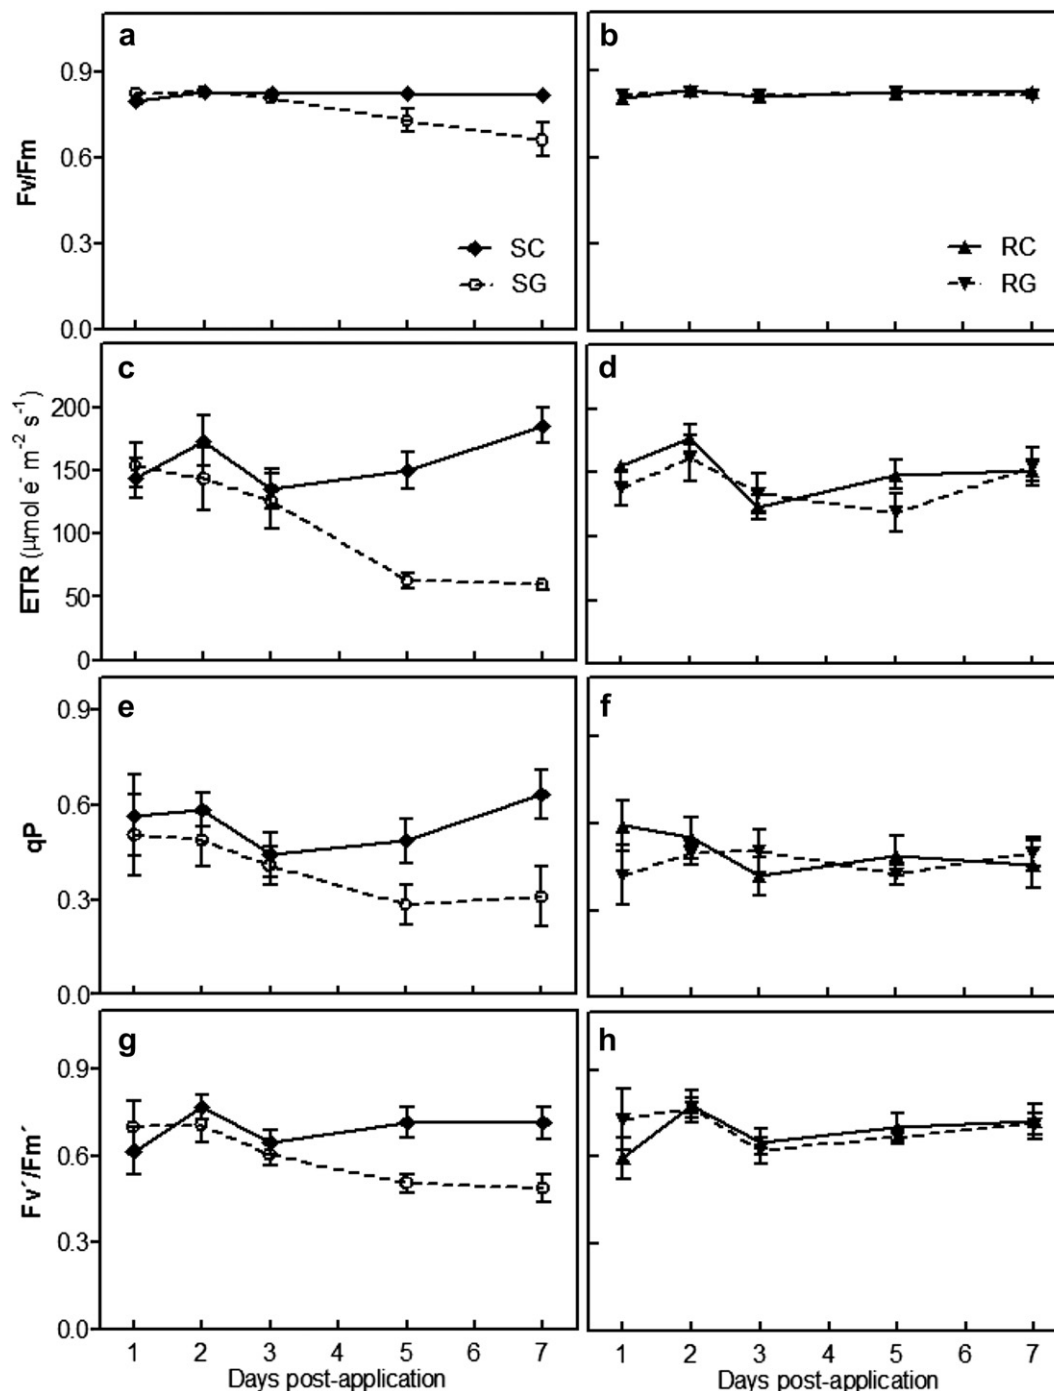 a
b
0.9
0.6
0.3
0.0
Fv/Fm
SC
SG
RC
RG
c
d
200
150
100
50
0
ETR (µmol e⁻ m⁻² s⁻¹)
e
f
0.9
0.6
0.3
0.0
qP
g
h
0.9
0.6
0.3
0.0
Fv´/Fm´
1 2 3 4 5 6 7
1 2 3 4 5 6 7
Days post-application
Days post-application